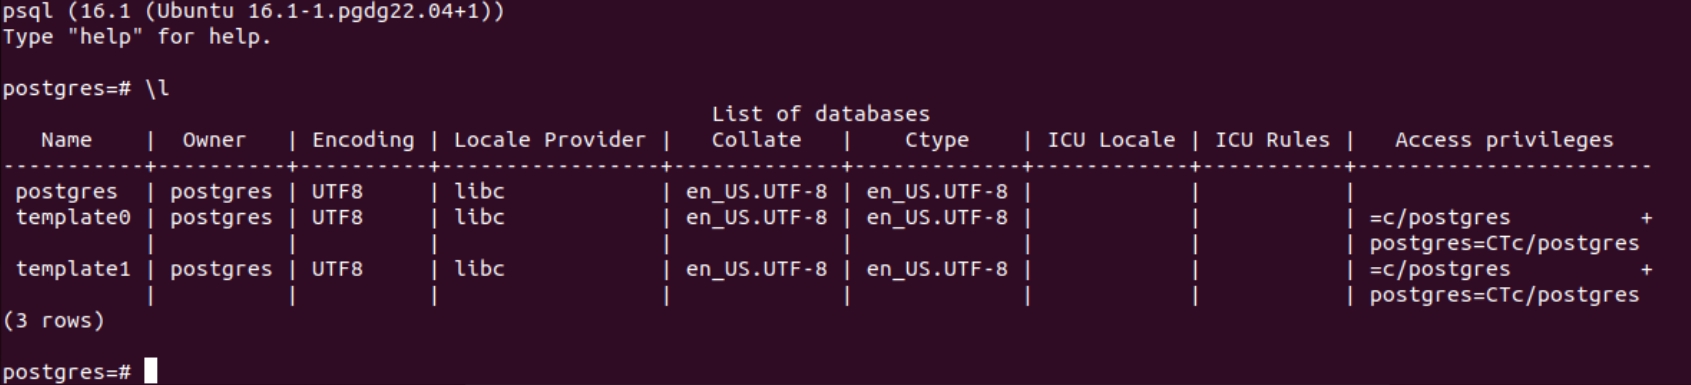 psql (16.1 (Ubuntu 16.1-1.pgdg22.04+1))
Type "help" for help.
postgres=# \l
                                                       List of databases
   Name    |  Owner   | Encoding | Locale Provider |   Collate   |    Ctype    | ICU Locale | ICU Rules |   Access privileges
-----------+----------+----------+-----------------+-------------+-------------+------------+-----------+-----------------------
 postgres  | postgres | UTF8     | libc            | en_US.UTF-8 | en_US.UTF-8 |            |           |
 template0 | postgres | UTF8     | libc            | en_US.UTF-8 | en_US.UTF-8 |            |           | =c/postgres          +
           |          |          |                 |             |             |            |           | postgres=CTc/postgres
 template1 | postgres | UTF8     | libc            | en_US.UTF-8 | en_US.UTF-8 |            |           | =c/postgres          +
           |          |          |                 |             |             |            |           | postgres=CTc/postgres
(3 rows)
postgres=#